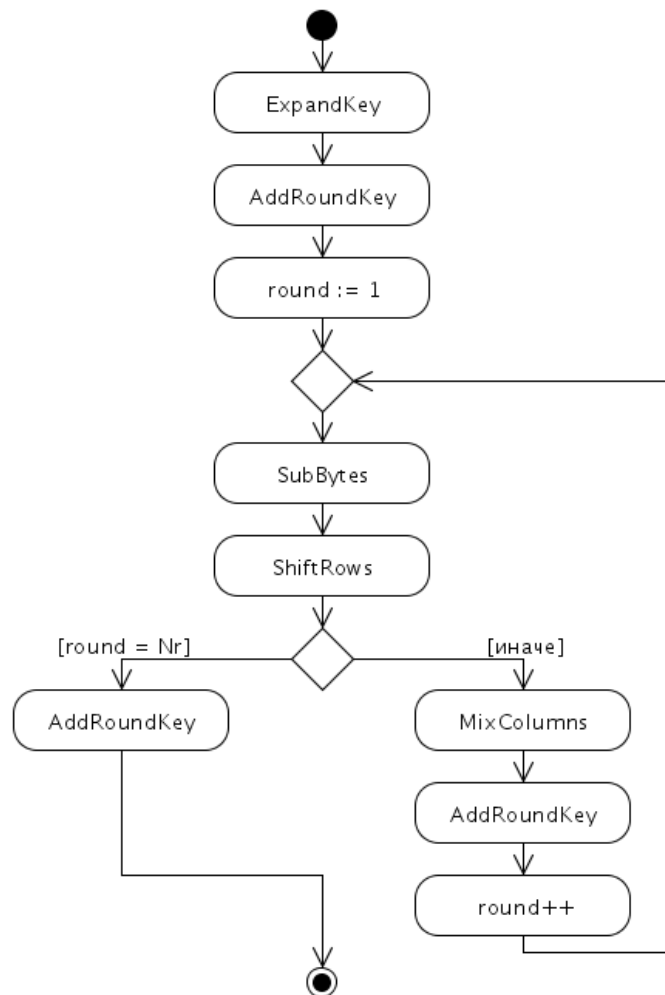 ExpandKey
AddRoundKey
round := 1
SubBytes
ShiftRows
[round = Nr]
[иначе]
AddRoundKey
MixColumns
AddRoundKey
round++